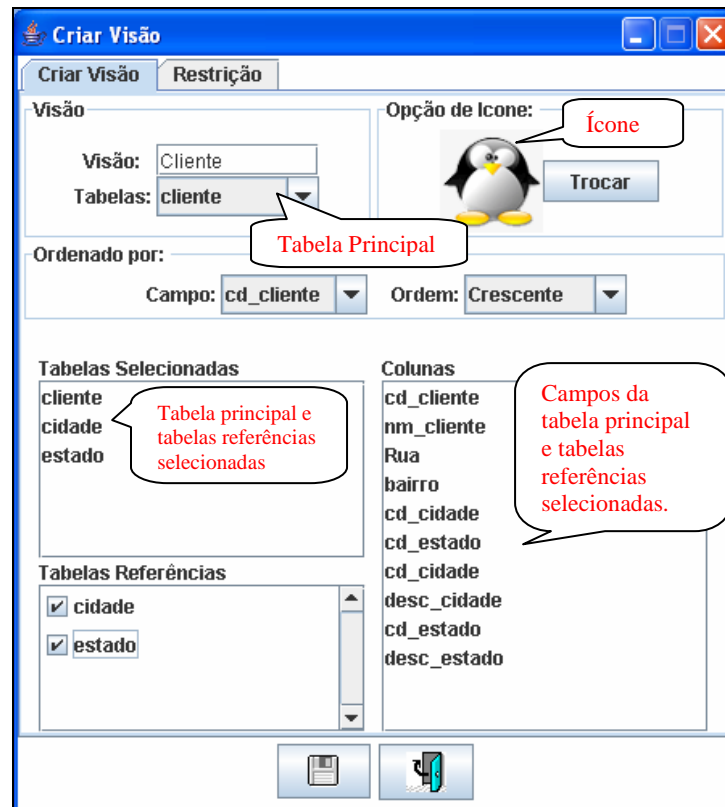 Criar Visão
Criar Visão
Restrição
Visão
Visão: Cliente
Tabelas: cliente
Tabela Principal
Opção de Icone:
Ícone
Trocar
Ordenado por:
Campo: cd_cliente
Ordem: Crescente
Tabelas Selecionadas
cliente
cidade
estado
Tabela principal e
tabelas referências
selecionadas
Tabelas Referências
cidade
estado
Colunas
cd_cliente
nm_cliente
Rua
bairro
cd_cidade
cd_estado
cd_cidade
desc_cidade
cd_estado
desc_estado
Campos da
tabela principal
e tabelas
referências
selecionadas.